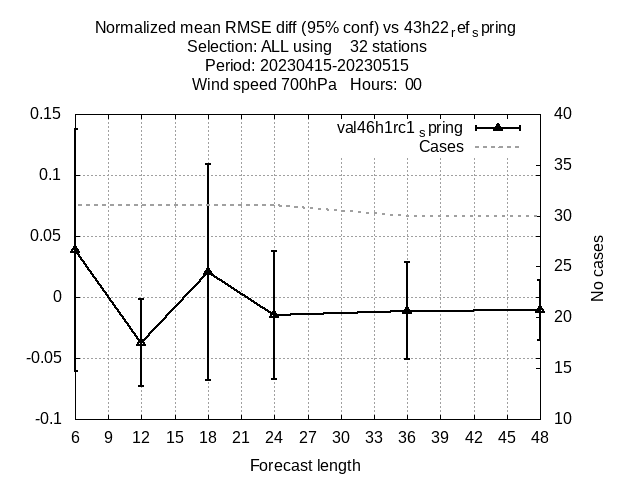 Normalized mean RMSE diff (95% conf) vs 43h22refspring
Selection: ALL using 32 stations
Period: 20230415-20230515
Wind speed 700hPa Hours: 00
val46h1rc1spring
Cases
0.15
0.1
0.05
0
-0.05
-0.1
40
35
30
25
20
15
10
No cases
6 9 12 15 18 21 24 27 30 33 36 39 42 45 48
Forecast length